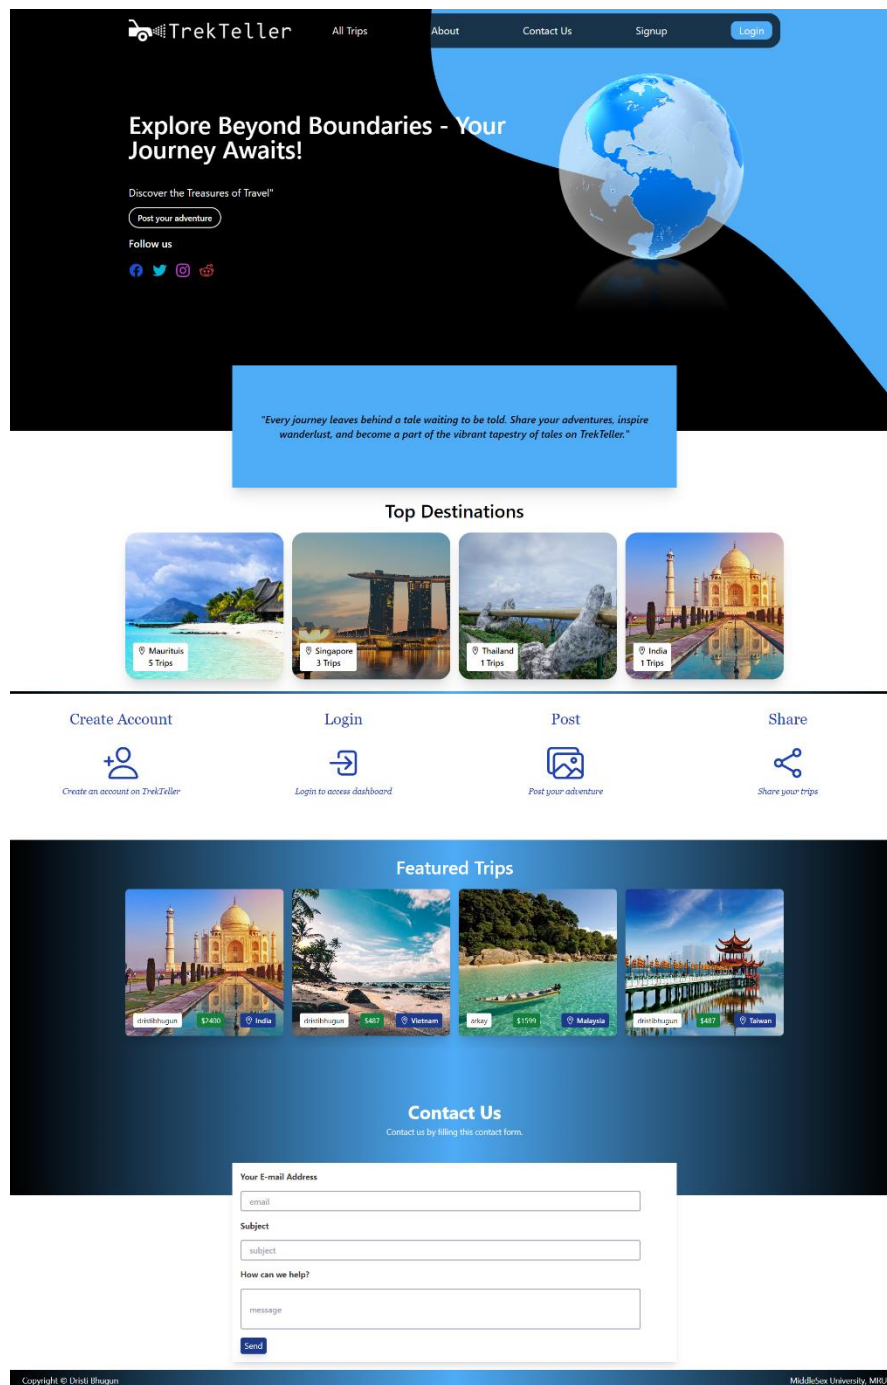 TrekTeller
All Trips
About
Contact Us
Signup
Login
Explore Beyond Boundaries - Your
Journey Awaits!
Discover the Treasures of Travel"
Post your adventure
Follow us
"Every journey leaves behind a tale waiting to be told. Share your adventures, inspire
wanderlust, and become a part of the vibrant tapestry of tales on TrekTeller."
Top Destinations
Maurituis
5 Trips
Singapore
3 Trips
Thailand
1 Trips
India
1 Trips
Create Account
Create an account on TrekTeller
Login
Login to access dashboard
Post
Post your adventure
Share
Share your trips
Featured Trips
dristibhugun
$2400
India
dristibhugun
$487
Vietnam
arkay
$1599
Malaysia
dristibhugun
$487
Taiwan
Contact Us
Contact us by filling this contact form.
Your E-mail Address
email
Subject
subject
How can we help?
message
Send
Copyright © Dristi Bhugun
MiddleSex University, MRU